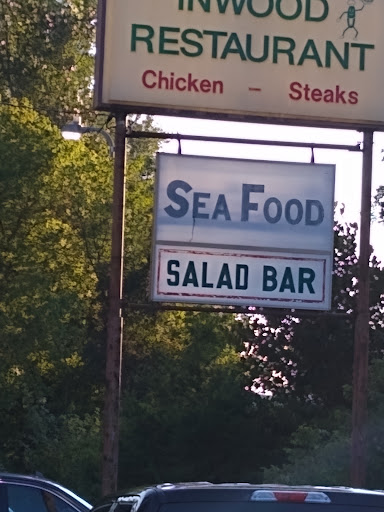 INWOOD
RESTAURANT
Chicken – Steaks
SEA FOOD
SALAD BAR